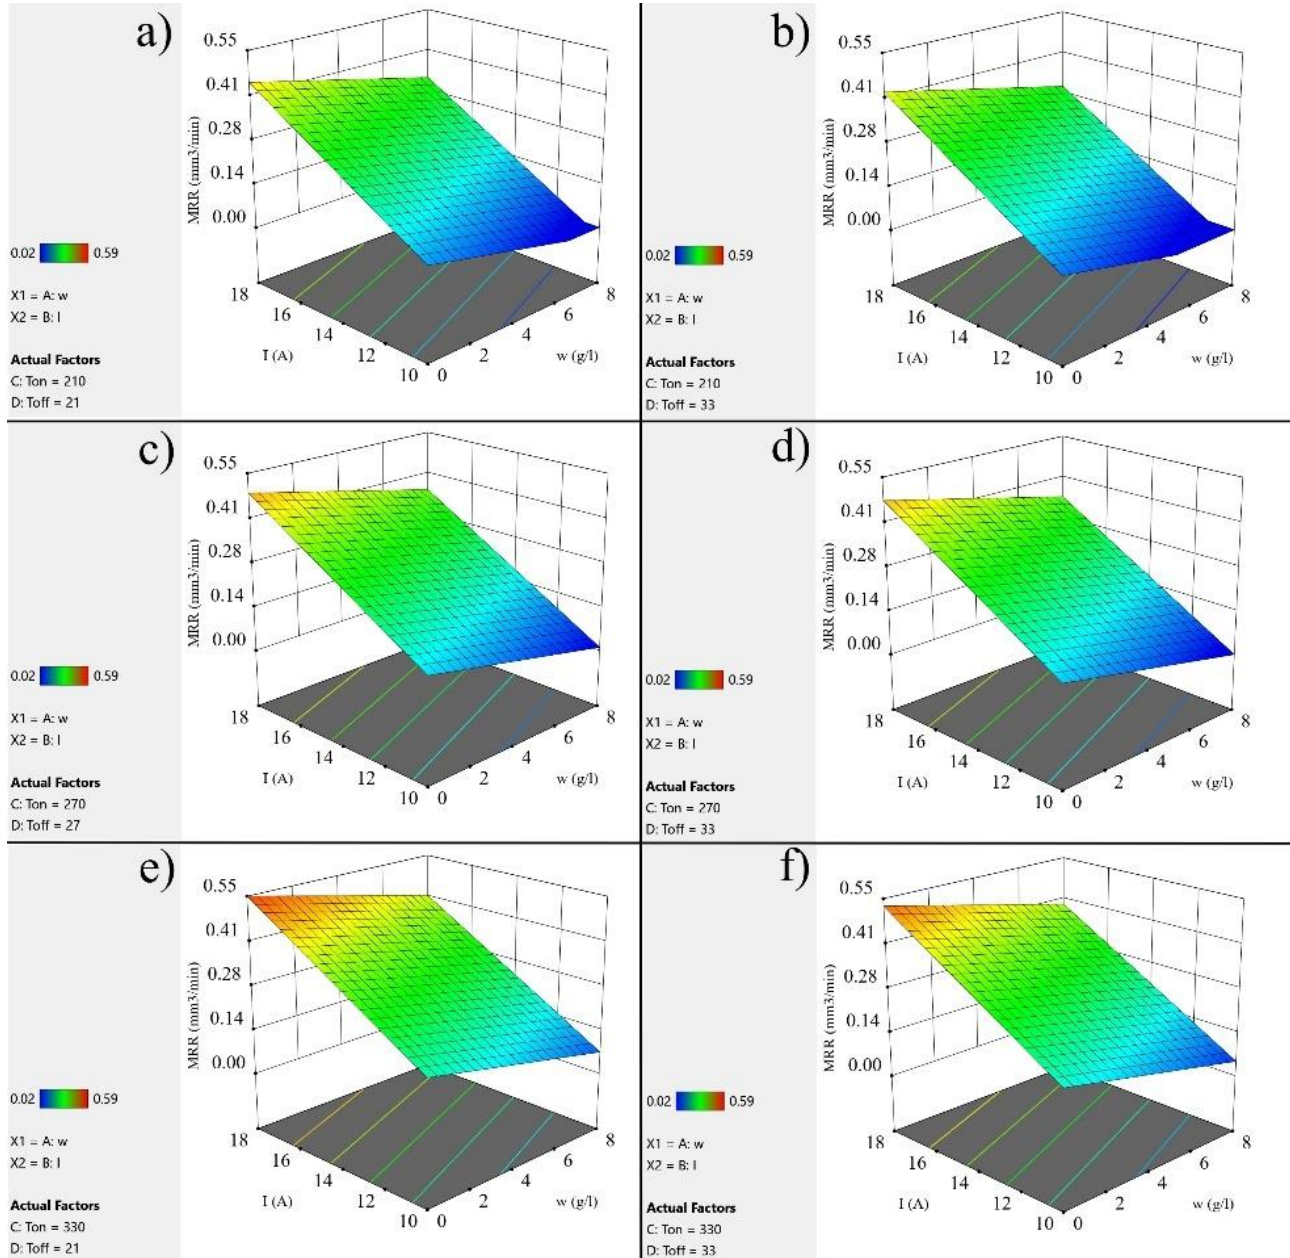 a)
0.55
0.41
0.28
0.14
0.00
MRR (mm3/min)
0.02 0.59
X1 = A: w
X2 = B: I
Actual Factors
C: Ton = 210
D: Toff = 21
18 16 14 12 10
I (A)
0 2 4 6 8
w (g/l)
b)
0.55
0.41
0.28
0.14
0.00
MRR (mm3/min)
0.02 0.59
X1 = A: w
X2 = B: I
Actual Factors
C: Ton = 210
D: Toff = 33
18 16 14 12 10
I (A)
0 2 4 6 8
w (g/l)
c)
0.55
0.41
0.28
0.14
0.00
MRR (mm3/min)
0.02 0.59
X1 = A: w
X2 = B: I
Actual Factors
C: Ton = 270
D: Toff = 27
18 16 14 12 10
I (A)
0 2 4 6 8
w (g/l)
d)
0.55
0.41
0.28
0.14
0.00
MRR (mm3/min)
0.02 0.59
X1 = A: w
X2 = B: I
Actual Factors
C: Ton = 270
D: Toff = 33
18 16 14 12 10
I (A)
0 2 4 6 8
w (g/l)
e)
0.55
0.41
0.28
0.14
0.00
MRR (mm3/min)
0.02 0.59
X1 = A: w
X2 = B: I
Actual Factors
C: Ton = 330
D: Toff = 21
18 16 14 12 10
I (A)
0 2 4 6 8
w (g/l)
f)
0.55
0.41
0.28
0.14
0.00
MRR (mm3/min)
0.02 0.59
X1 = A: w
X2 = B: I
Actual Factors
C: Ton = 330
D: Toff = 33
18 16 14 12 10
I (A)
0 2 4 6 8
w (g/l)